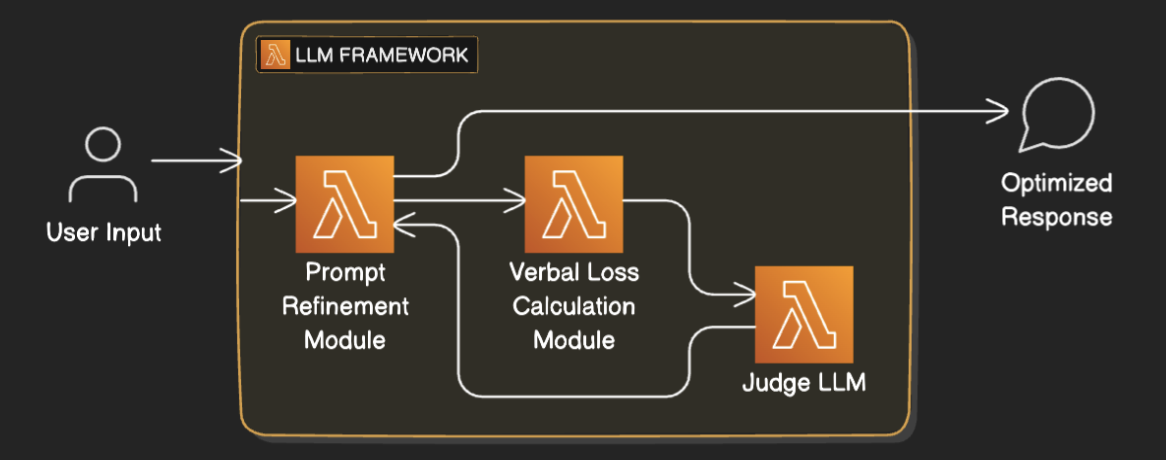 LLM FRAMEWORK
User Input
Prompt
Refinement
Module
Verbal Loss
Calculation
Module
Judge LLM
Optimized
Response